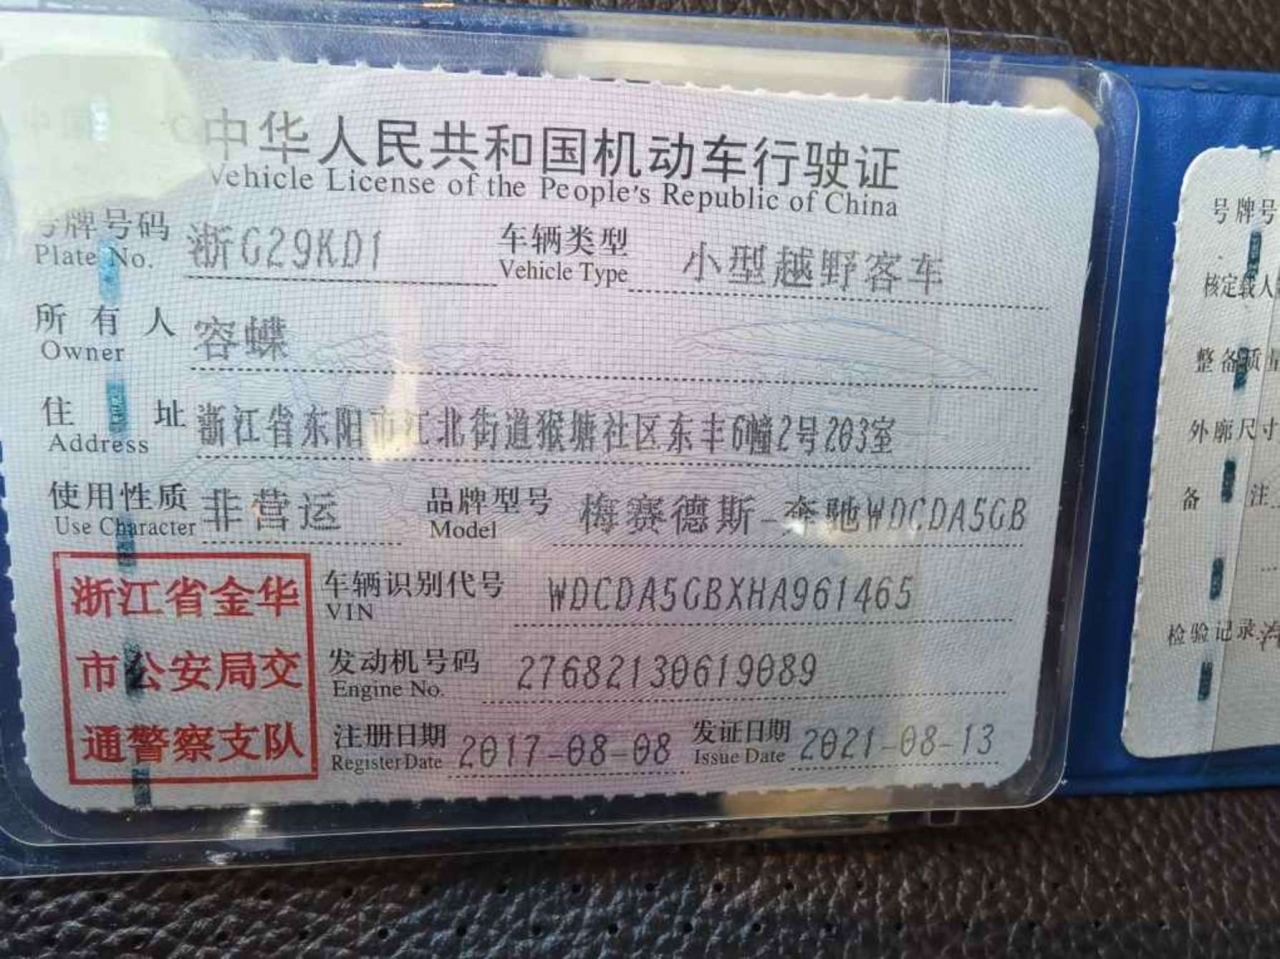 中华人民共和国机动车行驶证
Vehicle License of the People's Republic of China
号牌号码 浙G29KD1 车辆类型 小型越野客车
Plate No. Vehicle Type
所有人 容蝶
Owner
住址 浙江省东阳市江北街道猴塘社区东丰6幢2号203室
Address
使用性质 非营运 品牌型号 梅赛德斯-奔驰WDCDA5GB
Use Character Model
浙江省金华
市公安局交
通警察支队
车辆识别代号 WDCDA5GBXHA961465
VIN
发动机号码 27682130619089
Engine No.
注册日期 2017-08-08 发证日期 2021-08-13
Register Date Issue Date
号牌号
核定载人
整备质量
外廓尺寸
备 注
检验记录